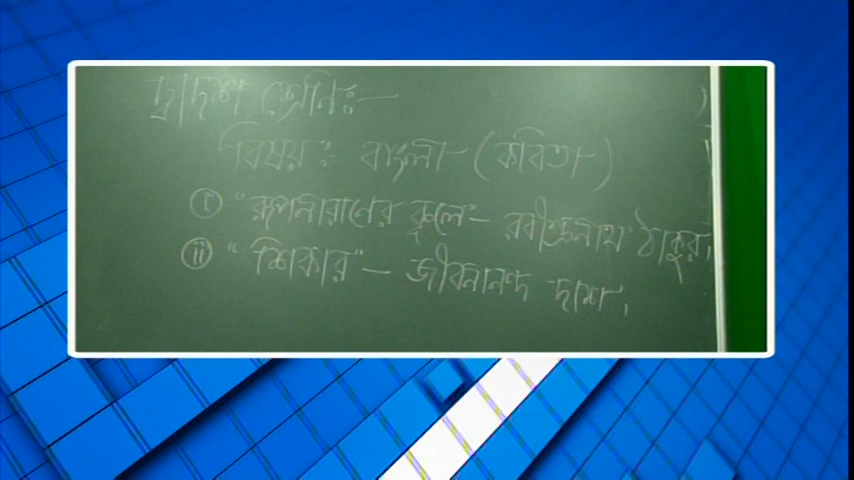 দ্বাদশ শ্রেণি :-
বিষয় : বাংলা - (কবিতা)
(i) "রূপনারানের কূলে" - রবীন্দ্রনাথ ঠাকুর।
(ii) "শিকার" - জীবনানন্দ দাশ।